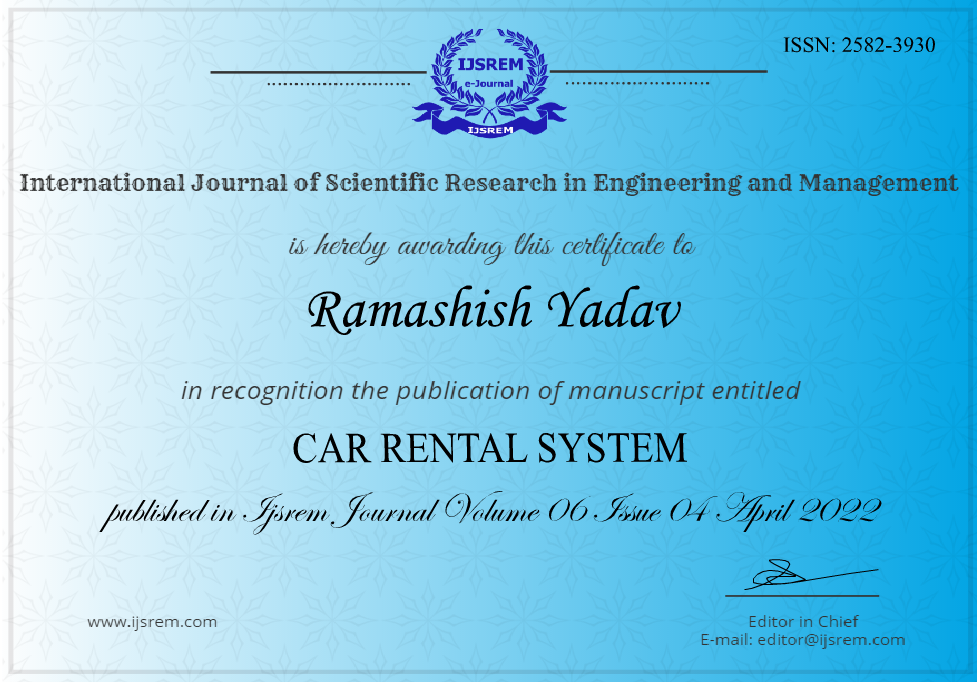 ISSN: 2582-3930
IJSREM
e-Journal
IJSREM
International Journal of Scientific Research in Engineering and Management
is hereby awarding this certificate to
Ramashish Yadav
in recognition the publication of manuscript entitled
CAR RENTAL SYSTEM
published in Ijsrem Journal Volume 06 Issue 04 April 2022
www.ijsrem.com
Editor in Chief
E-mail: editor@ijsrem.com